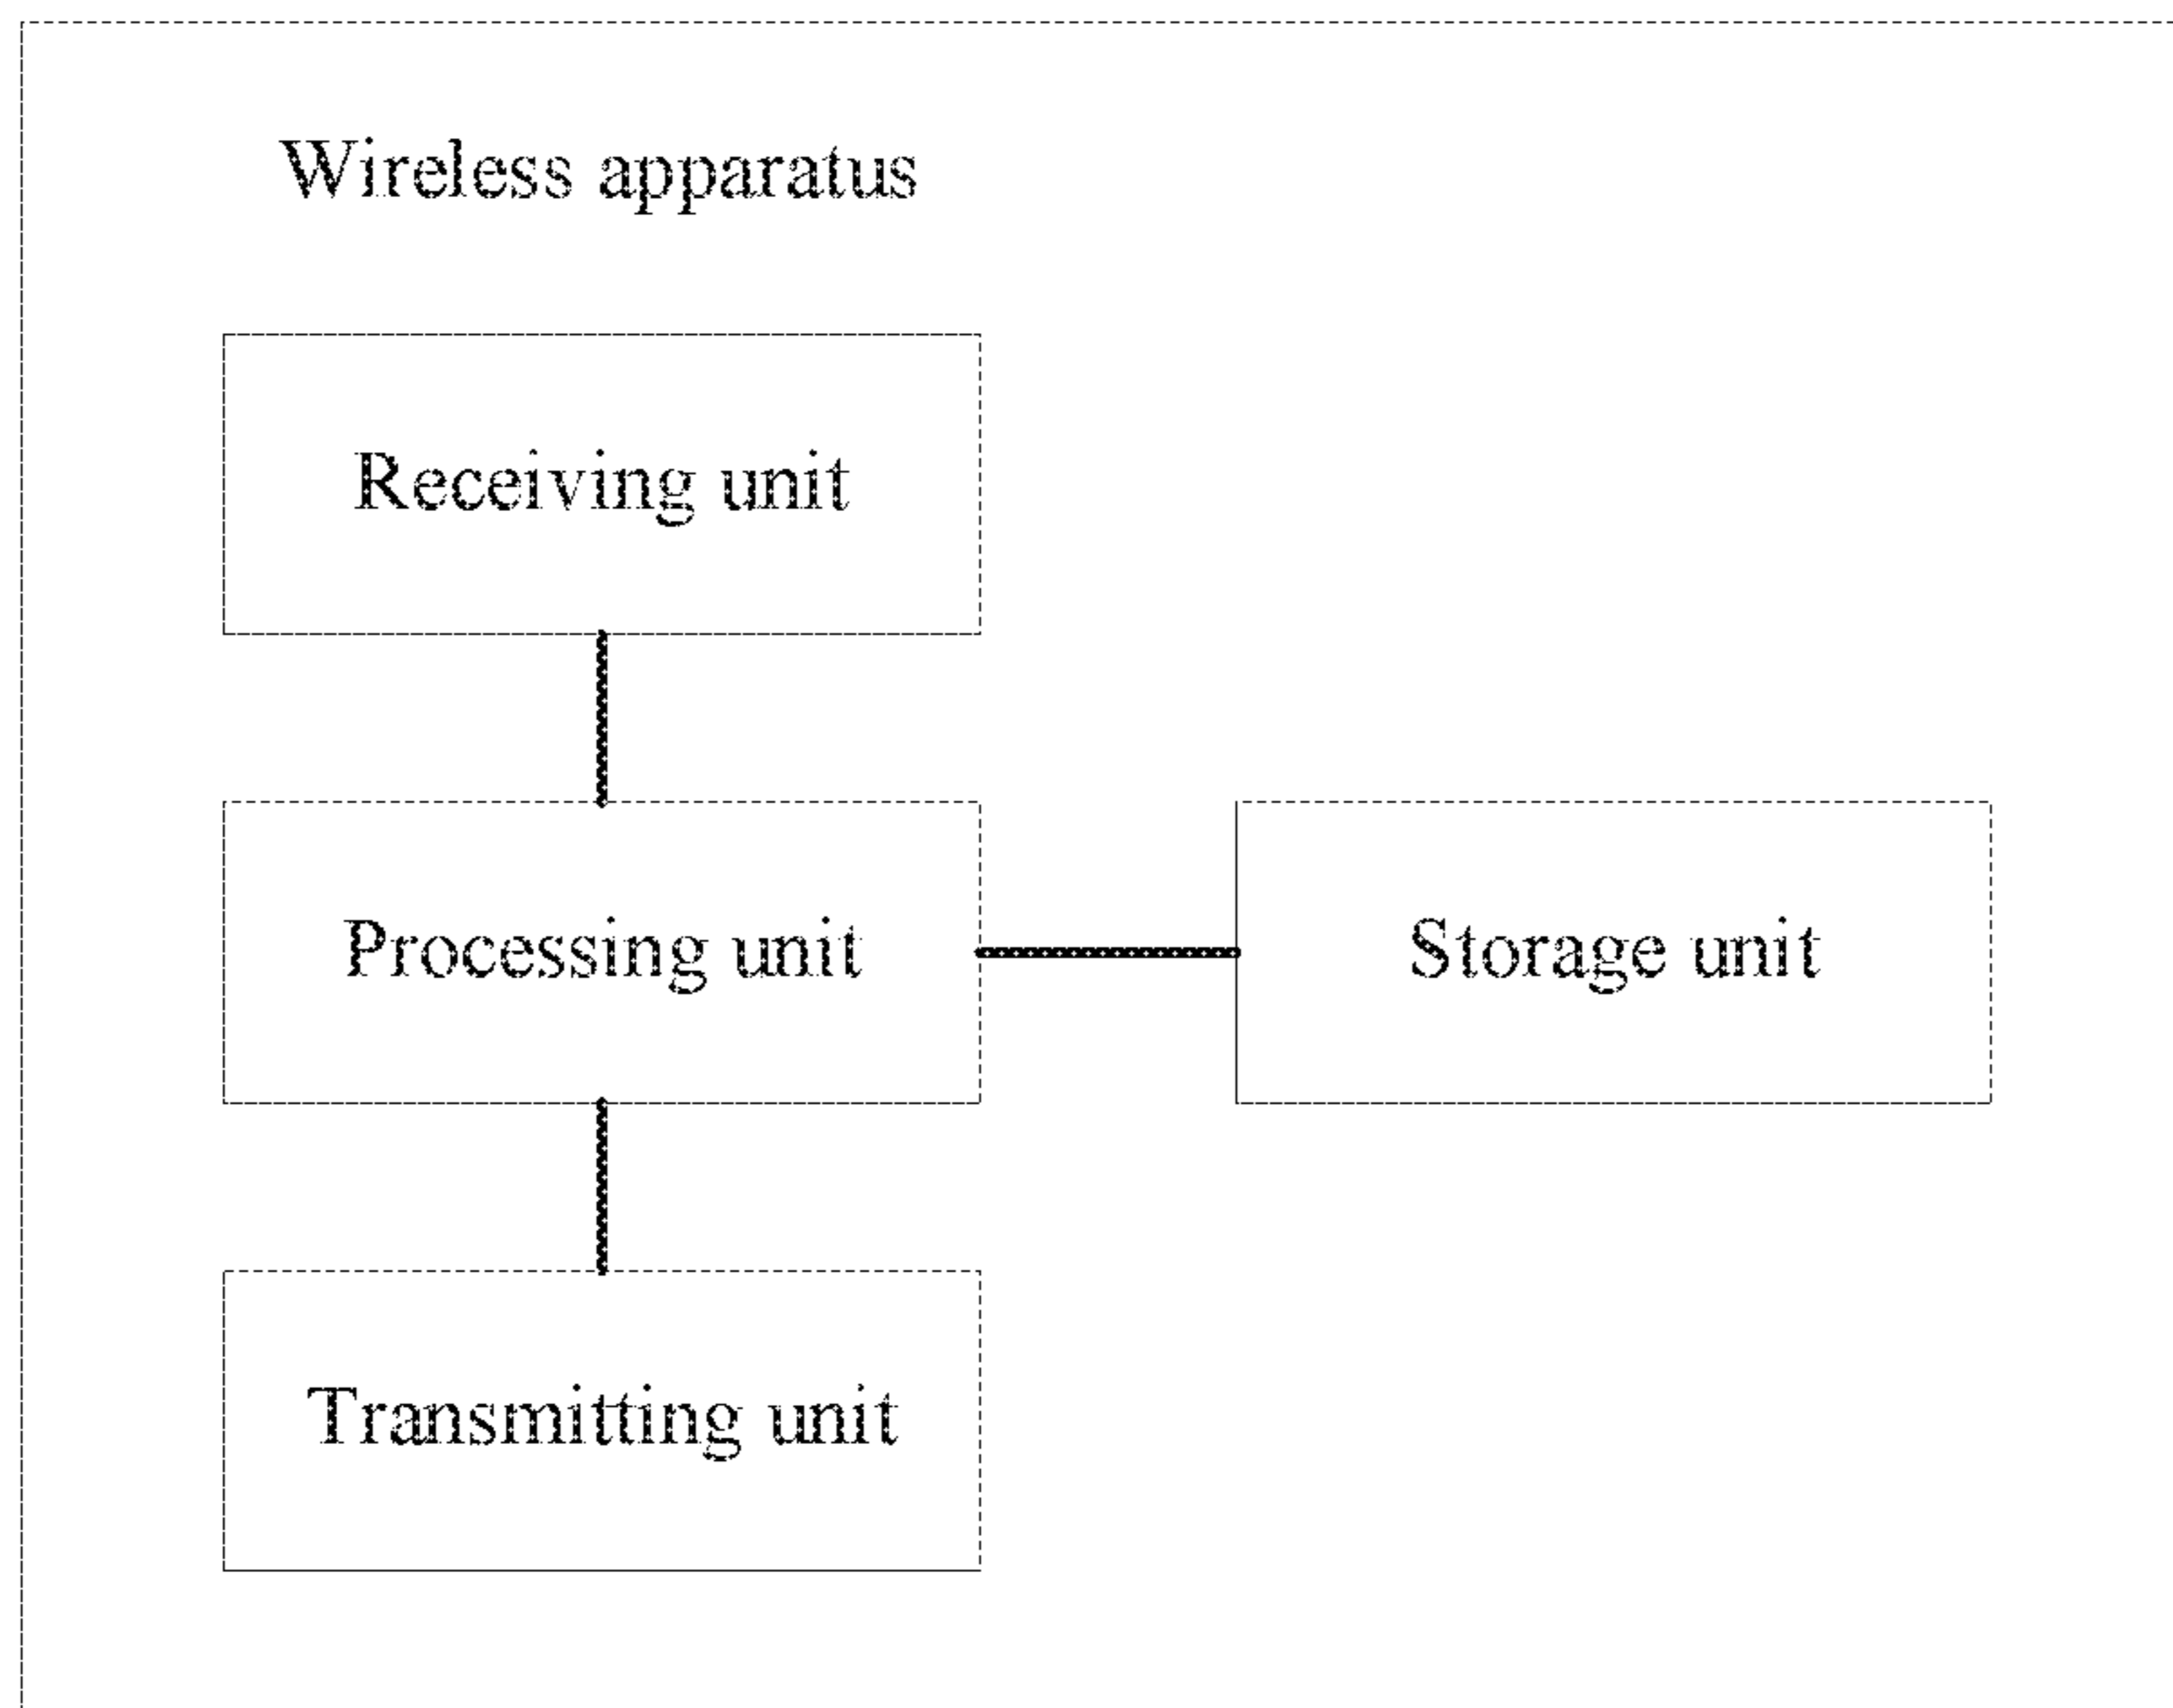 Wireless apparatus
Receiving unit
Processing unit
Storage unit
Transmitting unit